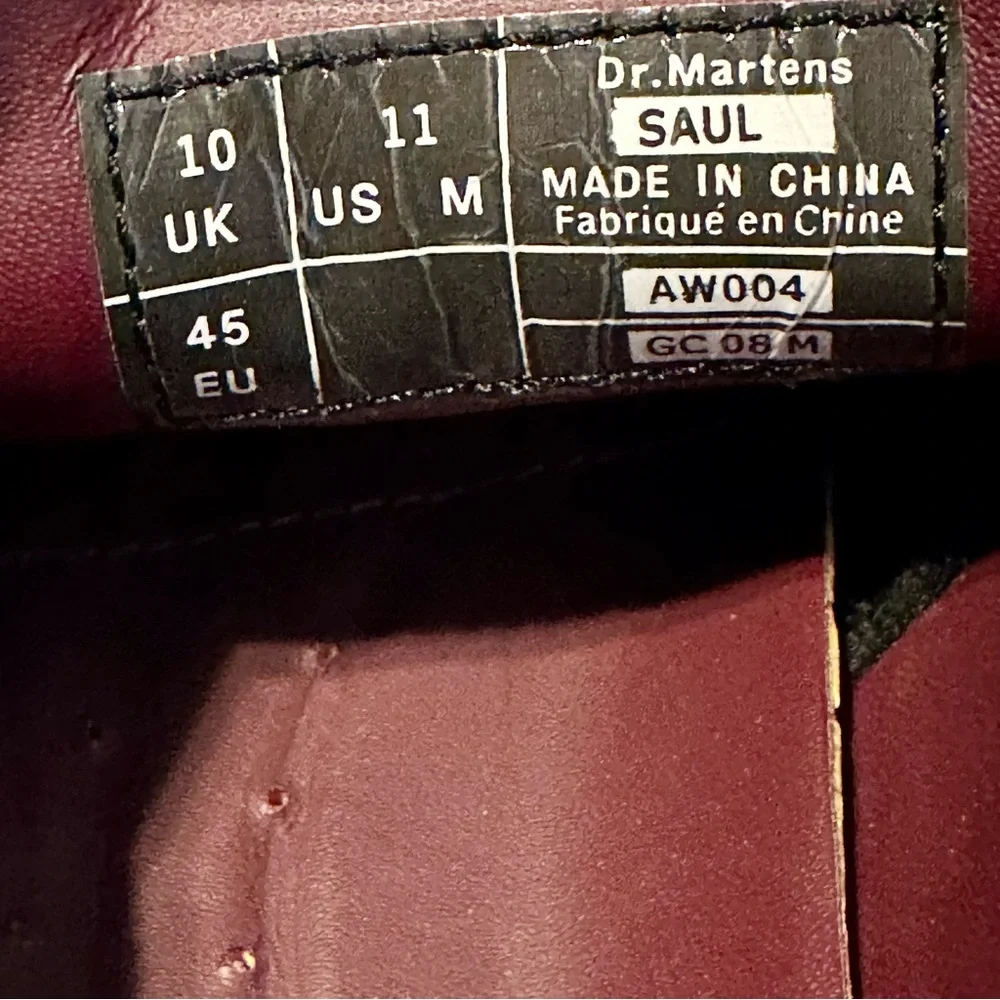 10
UK
11
US M
45
EU
Dr.Martens
SAUL
MADE IN CHINA
Fabriqué en Chine
AW004
GC 08 M